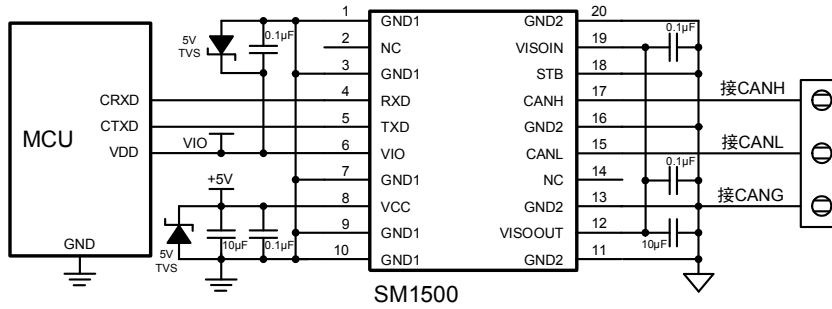 MCU
CRXD
CTXD
VDD
GND
VIO
+5V
5V
TVS
0.1μF
5V
TVS
10μF
0.1μF
1 GND1 GND2 20
2 NC VISOIN 19
3 GND1 STB 18
4 RXD CANH 17
5 TXD GND2 16
6 VIO CANL 15
7 GND1 NC 14
8 VCC GND2 13
9 GND1 VISOOUT 12
10 GND1 GND2 11
SM1500
0.1μF
0.1μF
10μF
接CANH
接CANL
接CANG